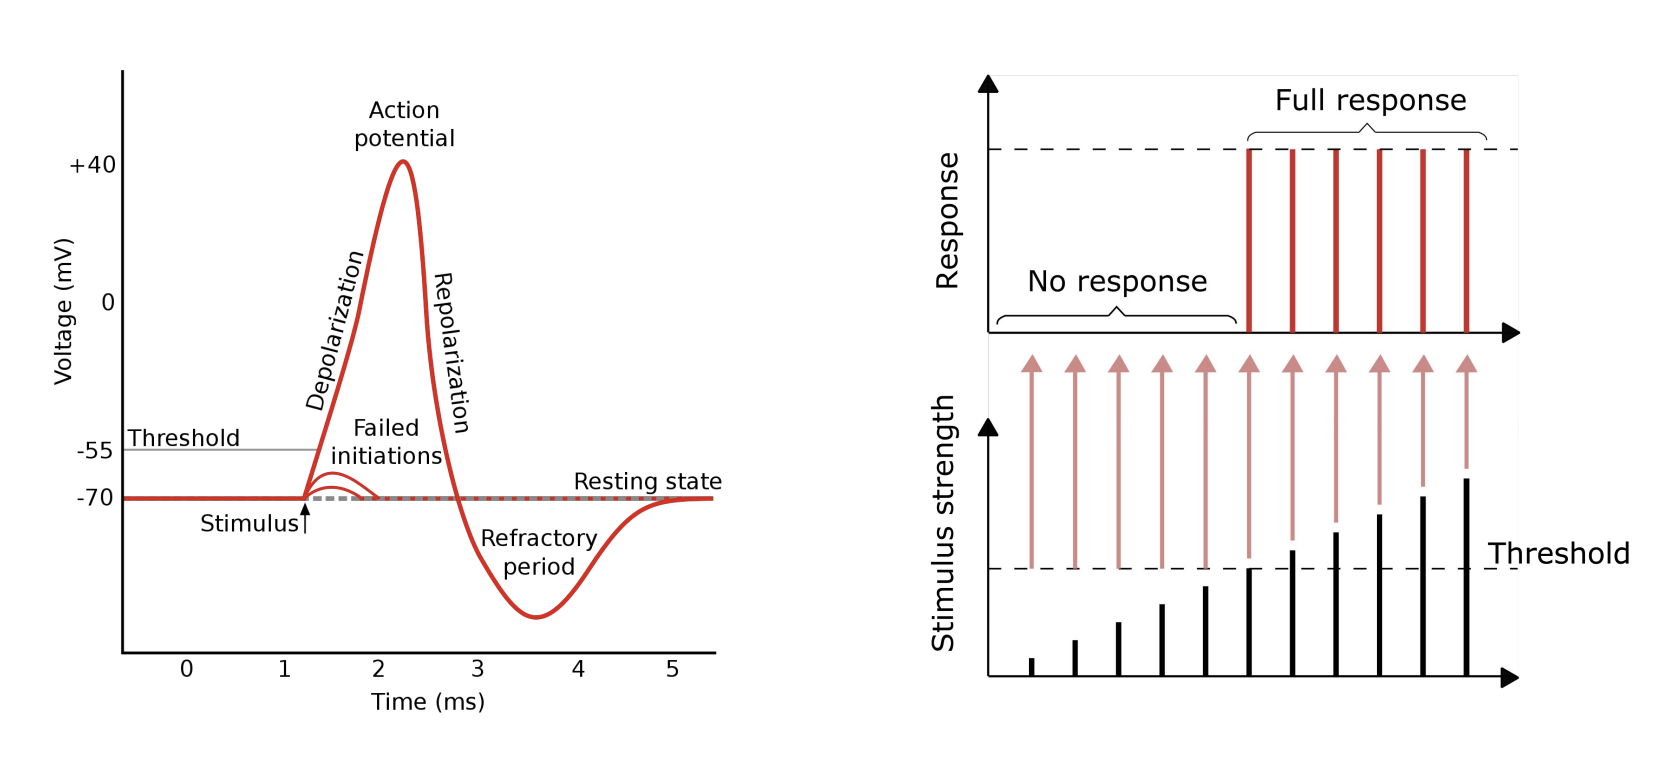 Action
potential
+40
Voltage (mV)
Depolarization
Repolarization
0
Failed
initiations
Threshold
-55
-70
Resting state
Stimulus
Refractory
period
0 1 2 3 4 5
Time (ms)
Full response
Response
No response
Stimulus strength
Threshold